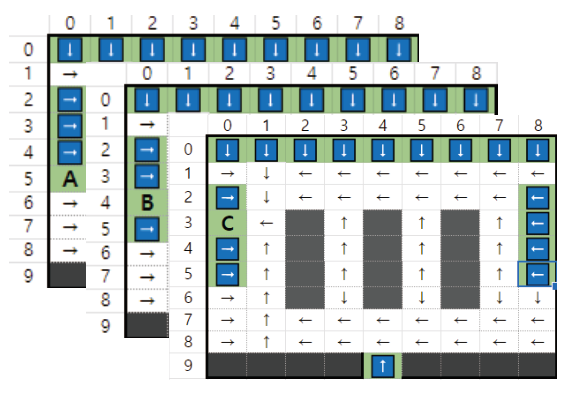 0 1 2 3 4 5 6 7 8
0 ↓ ↓ ↓ ↓ ↓ ↓ ↓ ↓ ↓
1 →
2 →
3 →
4 →
5 A
6 →
7 →
8 →
9
0 1 2 3 4 5 6 7 8
0 ↓ ↓ ↓ ↓ ↓ ↓ ↓ ↓ ↓
1 →
2 →
3 →
4 B
5 →
6 →
7 →
8 →
9
0 1 2 3 4 5 6 7 8
0 ↓ ↓ ↓ ↓ ↓ ↓ ↓ ↓ ↓
1 → ↓ ← ← ← ← ← ← ←
2 → ↓ ← ← ← ← ← ← ←
3 C ← ↑ ↑ ↑ ←
4 → ↑ ↑ ↑ ↑ ←
5 → ↑ ↑ ↑ ↑ ←
6 → ↑ ↓ ↓ ↓ ↓
7 → ↑ ← ← ← ← ← ← ←
8 → ↑ ← ← ← ← ← ← ←
9 ↑